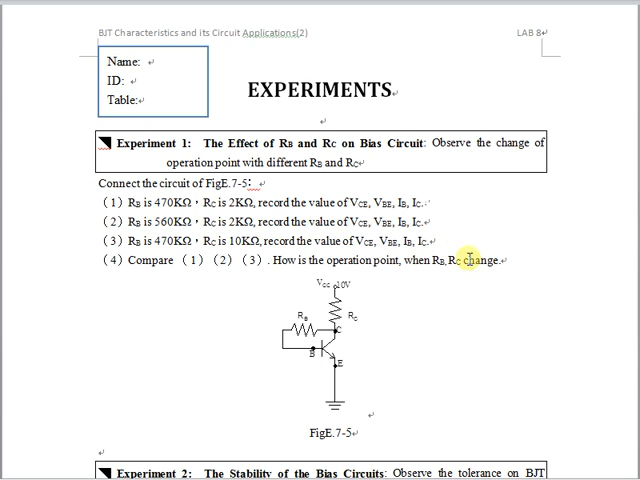 BJT Characteristics and its Circuit Applications(2) LAB 8
Name:
ID:
Table:
EXPERIMENTS
Experiment 1: The Effect of RB and RC on Bias Circuit: Observe the change of
operation point with different RB and RC
Connect the circuit of FigE.7-5:
(1) RB is 470KΩ，RC is 2KΩ, record the value of VCE, VBE, IB, IC.
(2) RB is 560KΩ，RC is 2KΩ, record the value of VCE, VBE, IB, IC.
(3) RB is 470KΩ，RC is 10KΩ, record the value of VCE, VBE, IB, IC.
(4) Compare (1) (2) (3). How is the operation point, when RB, RC change.
VCC 10V
RB RC
C
B
E
FigE.7-5
Experiment 2: The Stability of the Bias Circuits: Observe the tolerance on BJT